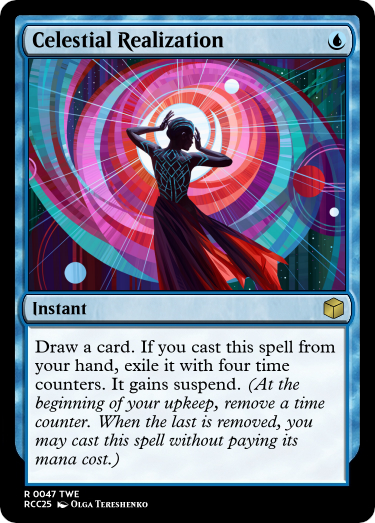 Celestial Realization
Instant
Draw a card. If you cast this spell from
your hand, exile it with four time
counters. It gains suspend. (At the
beginning of your upkeep, remove a time
counter. When the last is removed, you
may cast this spell without paying its
mana cost.)
R 0047 TWE
RCC25 Olga Tereshenko